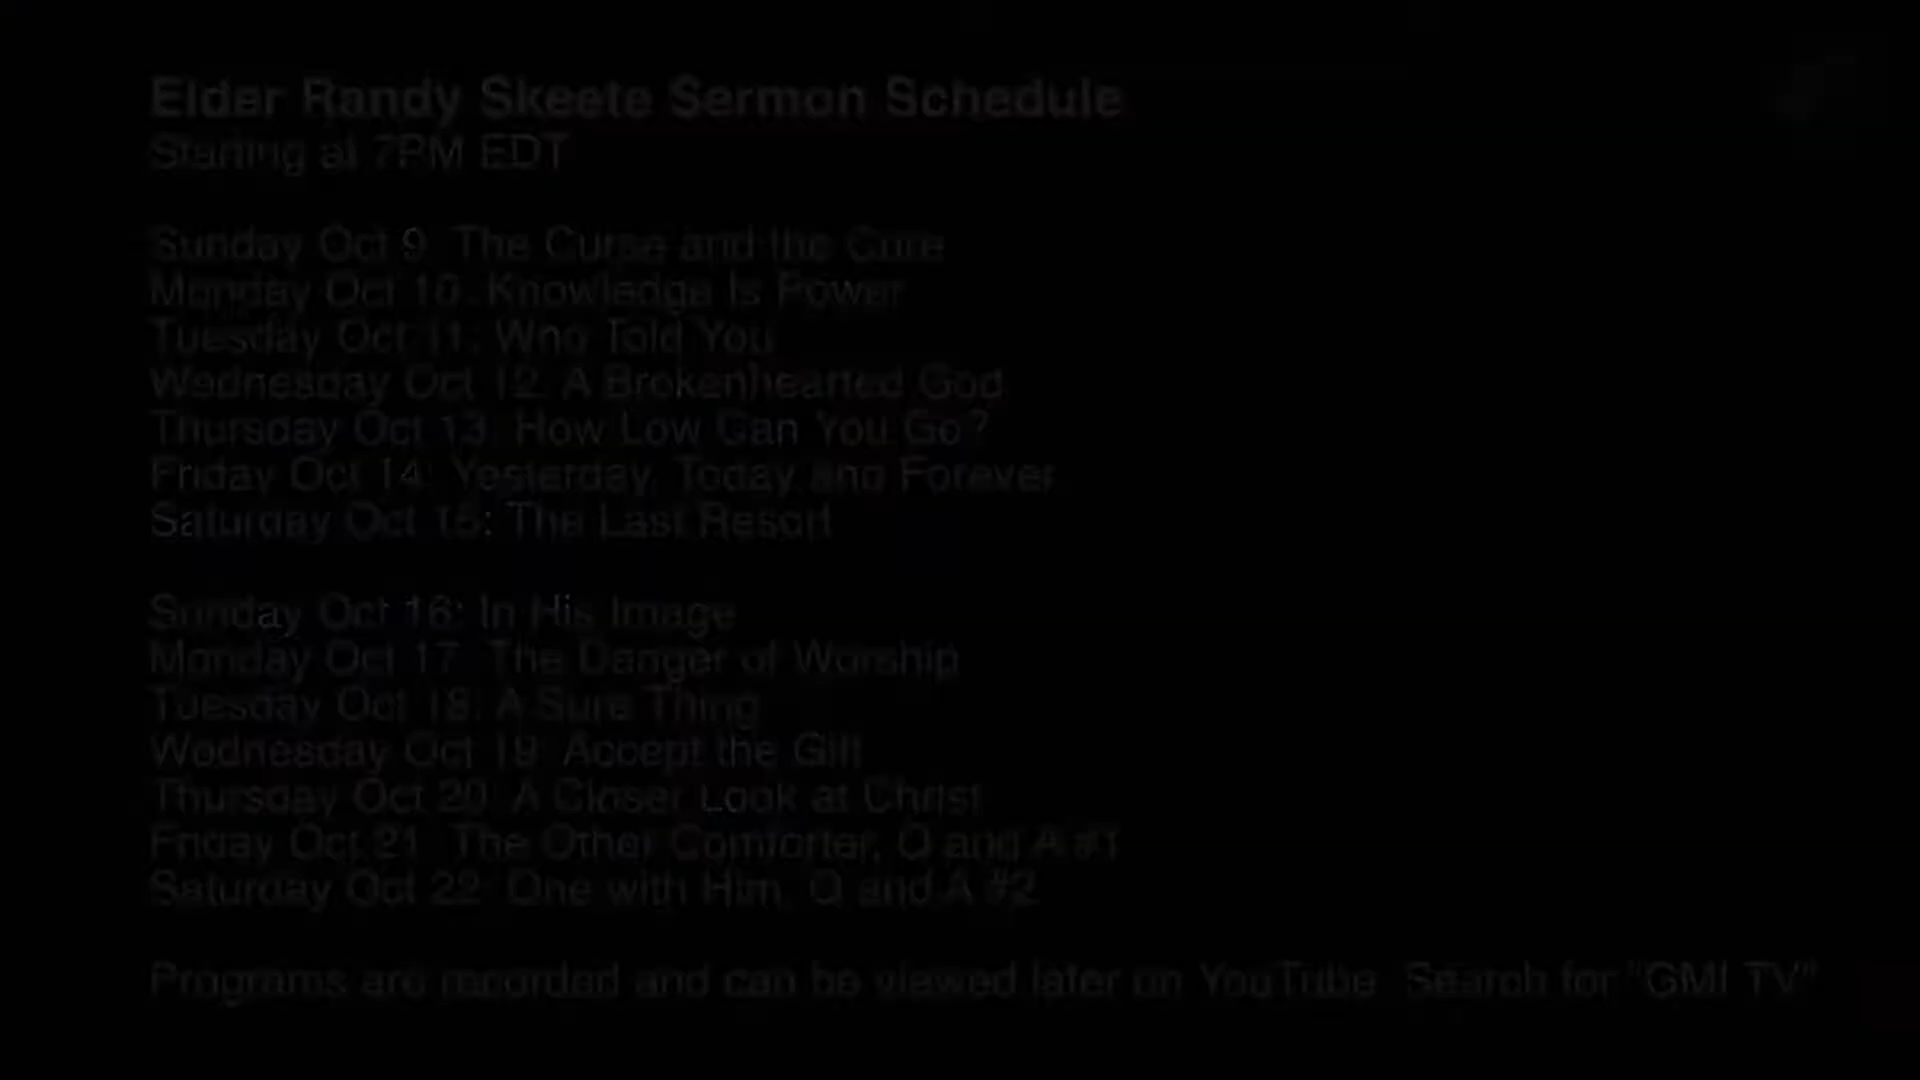 Elder Randy Skeete Sermon Schedule
Starting at 7PM EDT
Sunday Oct 9: The Curse and the Cure
Monday Oct 10: Knowledge Is Power
Tuesday Oct 11: Who Told You
Wednesday Oct 12: A Brokenhearted God
Thursday Oct 13: How Low Can You Go?
Friday Oct 14: Yesterday, Today and Forever
Saturday Oct 15: The Last Resort
Sunday Oct 16: In His Image
Monday Oct 17: The Danger of Worship
Tuesday Oct 18: A Sure Thing
Wednesday Oct 19: Accept the Gift
Thursday Oct 20: A Closer Look at Christ
Friday Oct 21: The Other Comforter, Q and A #1
Saturday Oct 22: One with Him, Q and A #2
Programs are recorded and can be viewed later on YouTube. Search for "GMI TV"